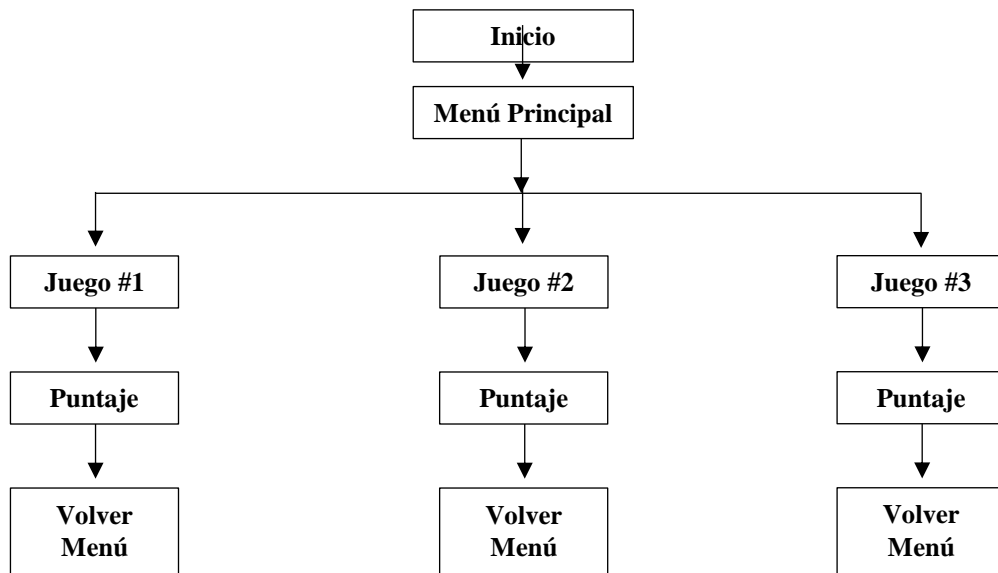 Inicio
Menú Principal
Juego #1
Juego #2
Juego #3
Puntaje
Puntaje
Puntaje
Volver
Menú
Volver
Menú
Volver
Menú